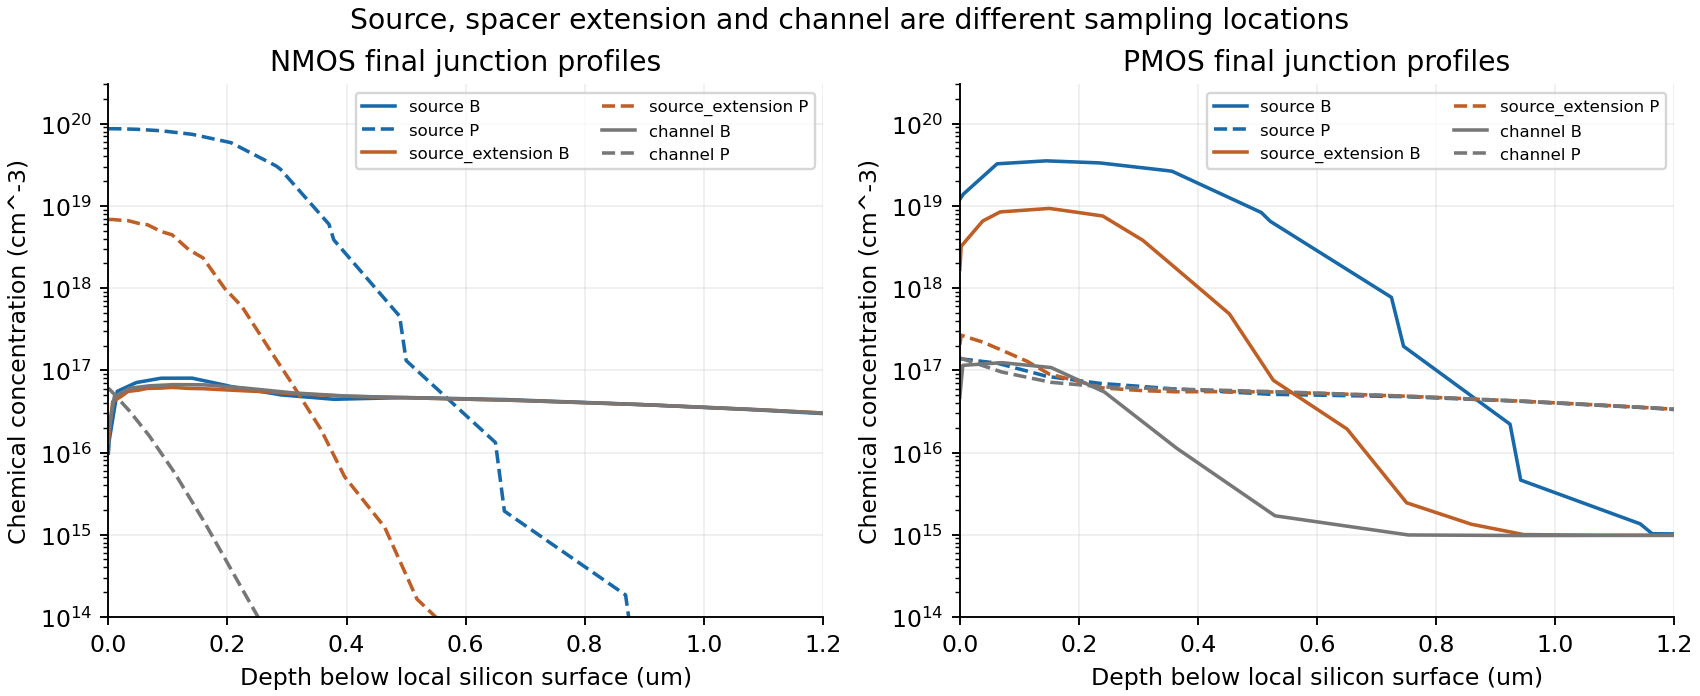 Source, spacer extension and channel are different sampling locations
NMOS final junction profiles
source B
source P
source_extension B
source_extension P
channel B
channel P
Chemical concentration (cm^-3)
10^20
10^19
10^18
10^17
10^16
10^15
10^14
0.0 0.2 0.4 0.6 0.8 1.0 1.2
Depth below local silicon surface (um)
PMOS final junction profiles
source B
source P
source_extension B
source_extension P
channel B
channel P
Chemical concentration (cm^-3)
10^20
10^19
10^18
10^17
10^16
10^15
10^14
0.0 0.2 0.4 0.6 0.8 1.0 1.2
Depth below local silicon surface (um)